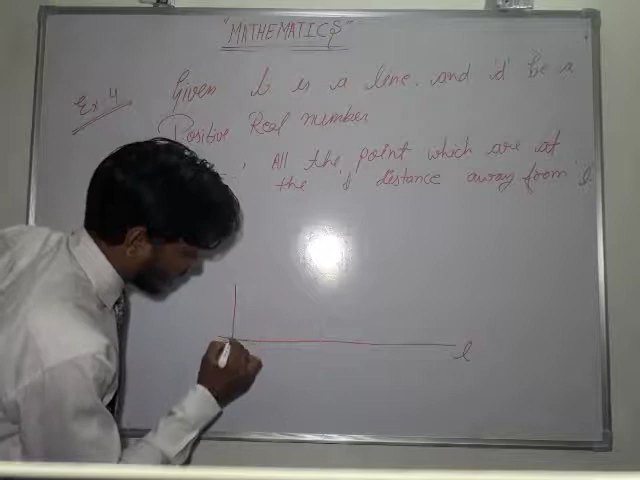 "MATHEMATICS"
Ex. 4
Given L is a line. and 'd' be a
Positive Real number
All the point which are at
the d distance away from l.
l